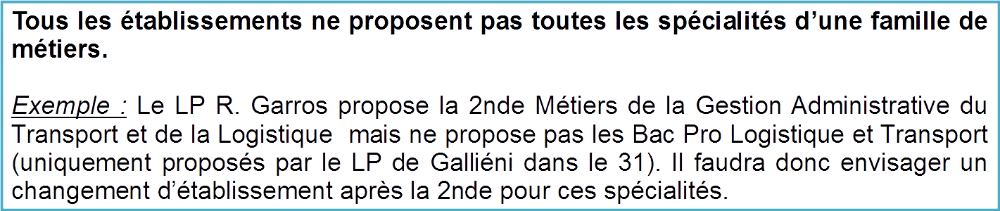 Tous les établissements ne proposent pas toutes les spécialités d’une famille de
métiers.
Exemple : Le LP R. Garros propose la 2nde Métiers de la Gestion Administrative du
Transport et de la Logistique  mais ne propose pas les Bac Pro Logistique et Transport
(uniquement proposés par le LP de Galliéni dans le 31). Il faudra donc envisager un
changement d’établissement après la 2nde pour ces spécialités.